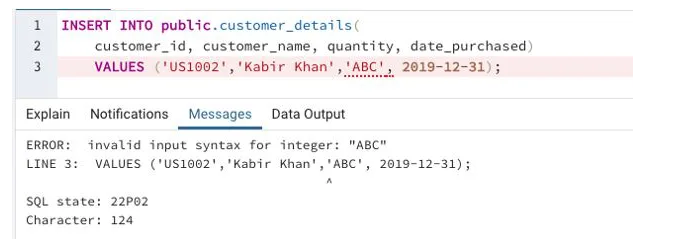 1 INSERT INTO public.customer_details(
2 customer_id, customer_name, quantity, date_purchased)
3 VALUES ('US1002','Kabir Khan','ABC', 2019-12-31);
Explain Notifications Messages Data Output
ERROR: invalid input syntax for integer: "ABC"
LINE 3: VALUES ('US1002','Kabir Khan','ABC', 2019-12-31);
^
SQL state: 22P02
Character: 124